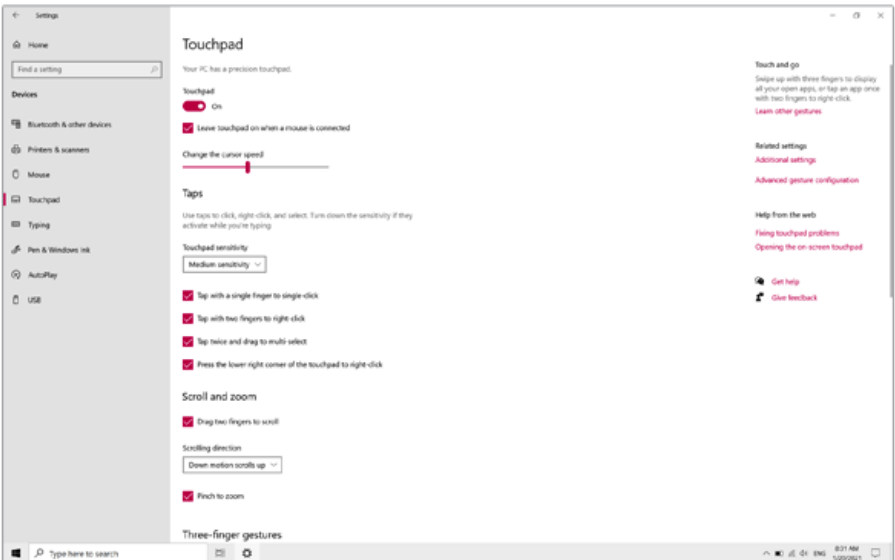 Settings
Home
Find a setting
Devices
Bluetooth & other devices
Printers & scanners
Mouse
Touchpad
Typing
Pen & Windows Ink
AutoPlay
USB
Touchpad
Your PC has a precision touchpad.
Touchpad
On
Leave touchpad on when a mouse is connected
Change the cursor speed
Taps
Use taps to click, right-click, and select. Turn down the sensitivity if they
activate while you're typing
Touchpad sensitivity
Medium sensitivity
Tap with a single finger to single-click
Tap with two fingers to right-click
Tap twice and drag to multi-select
Press the lower right corner of the touchpad to right-click
Scroll and zoom
Drag two fingers to scroll
Scrolling direction
Down motion scrolls up
Pinch to zoom
Three-finger gestures
Touch and go
Swipe up with three fingers to display
all your open apps, or tap an app once
with two fingers to right-click.
Learn other gestures
Related settings
Additional settings
Advanced gesture configuration
Help from the web
Fixing touchpad problems
Opening the on-screen touchpad
Get help
Give feedback
Type here to search
ENG
8:31 AM
1/20/2021